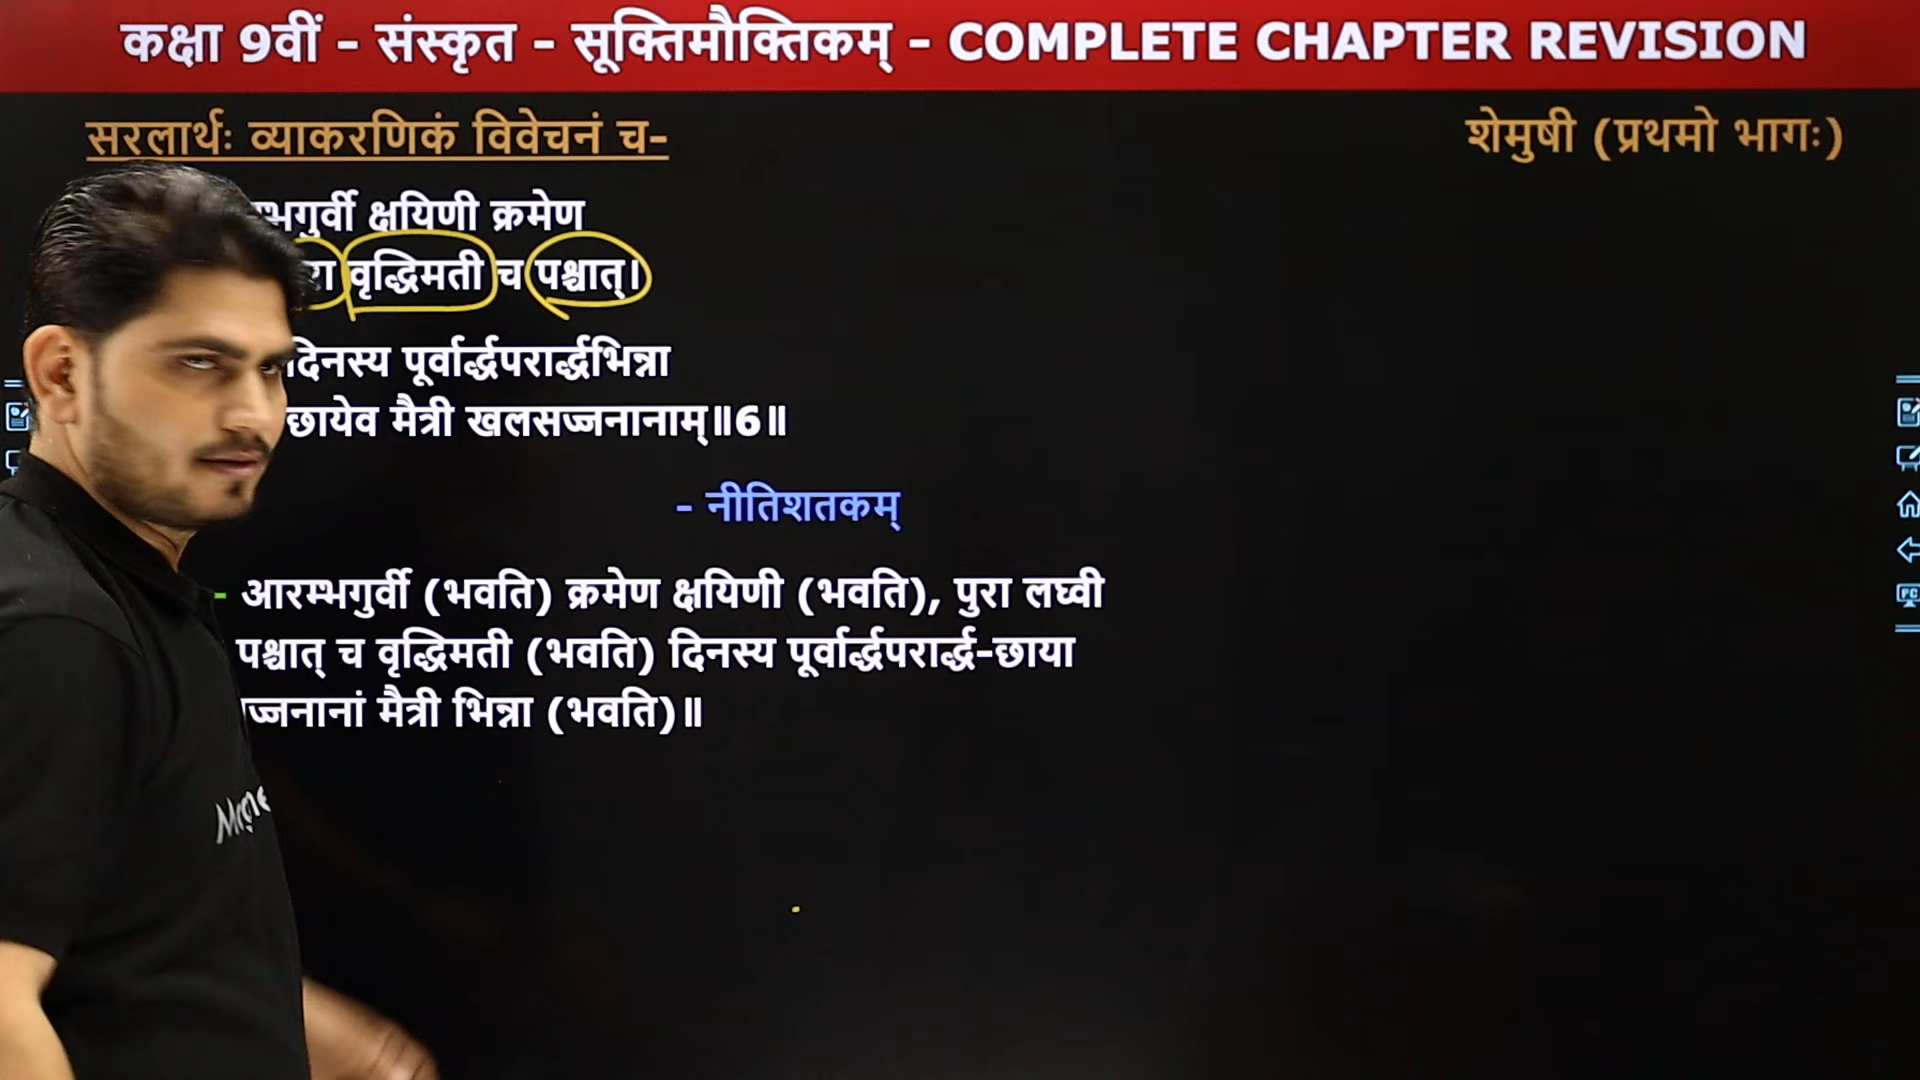 कक्षा 9वीं - संस्कृत - सूक्तिमौक्तिकम् - COMPLETE CHAPTER REVISION
सरलार्थः व्याकरणिकं विवेचनं च-
शेमुषी (प्रथमो भागः)
म्भगुर्वी क्षयिणी क्रमेण
रा वृद्धिमती च पश्चात्।
दिनस्य पूर्वार्द्धपरार्द्धभिन्ना
छायेव मैत्री खलसज्जनानाम्॥6॥
- नीतिशतकम्
- आरम्भगुर्वी (भवति) क्रमेण क्षयिणी (भवति), पुरा लघ्वी
पश्चात् च वृद्धिमती (भवति) दिनस्य पूर्वार्द्धपरार्द्ध-छाया
ज्जनानां मैत्री भिन्ना (भवति)॥